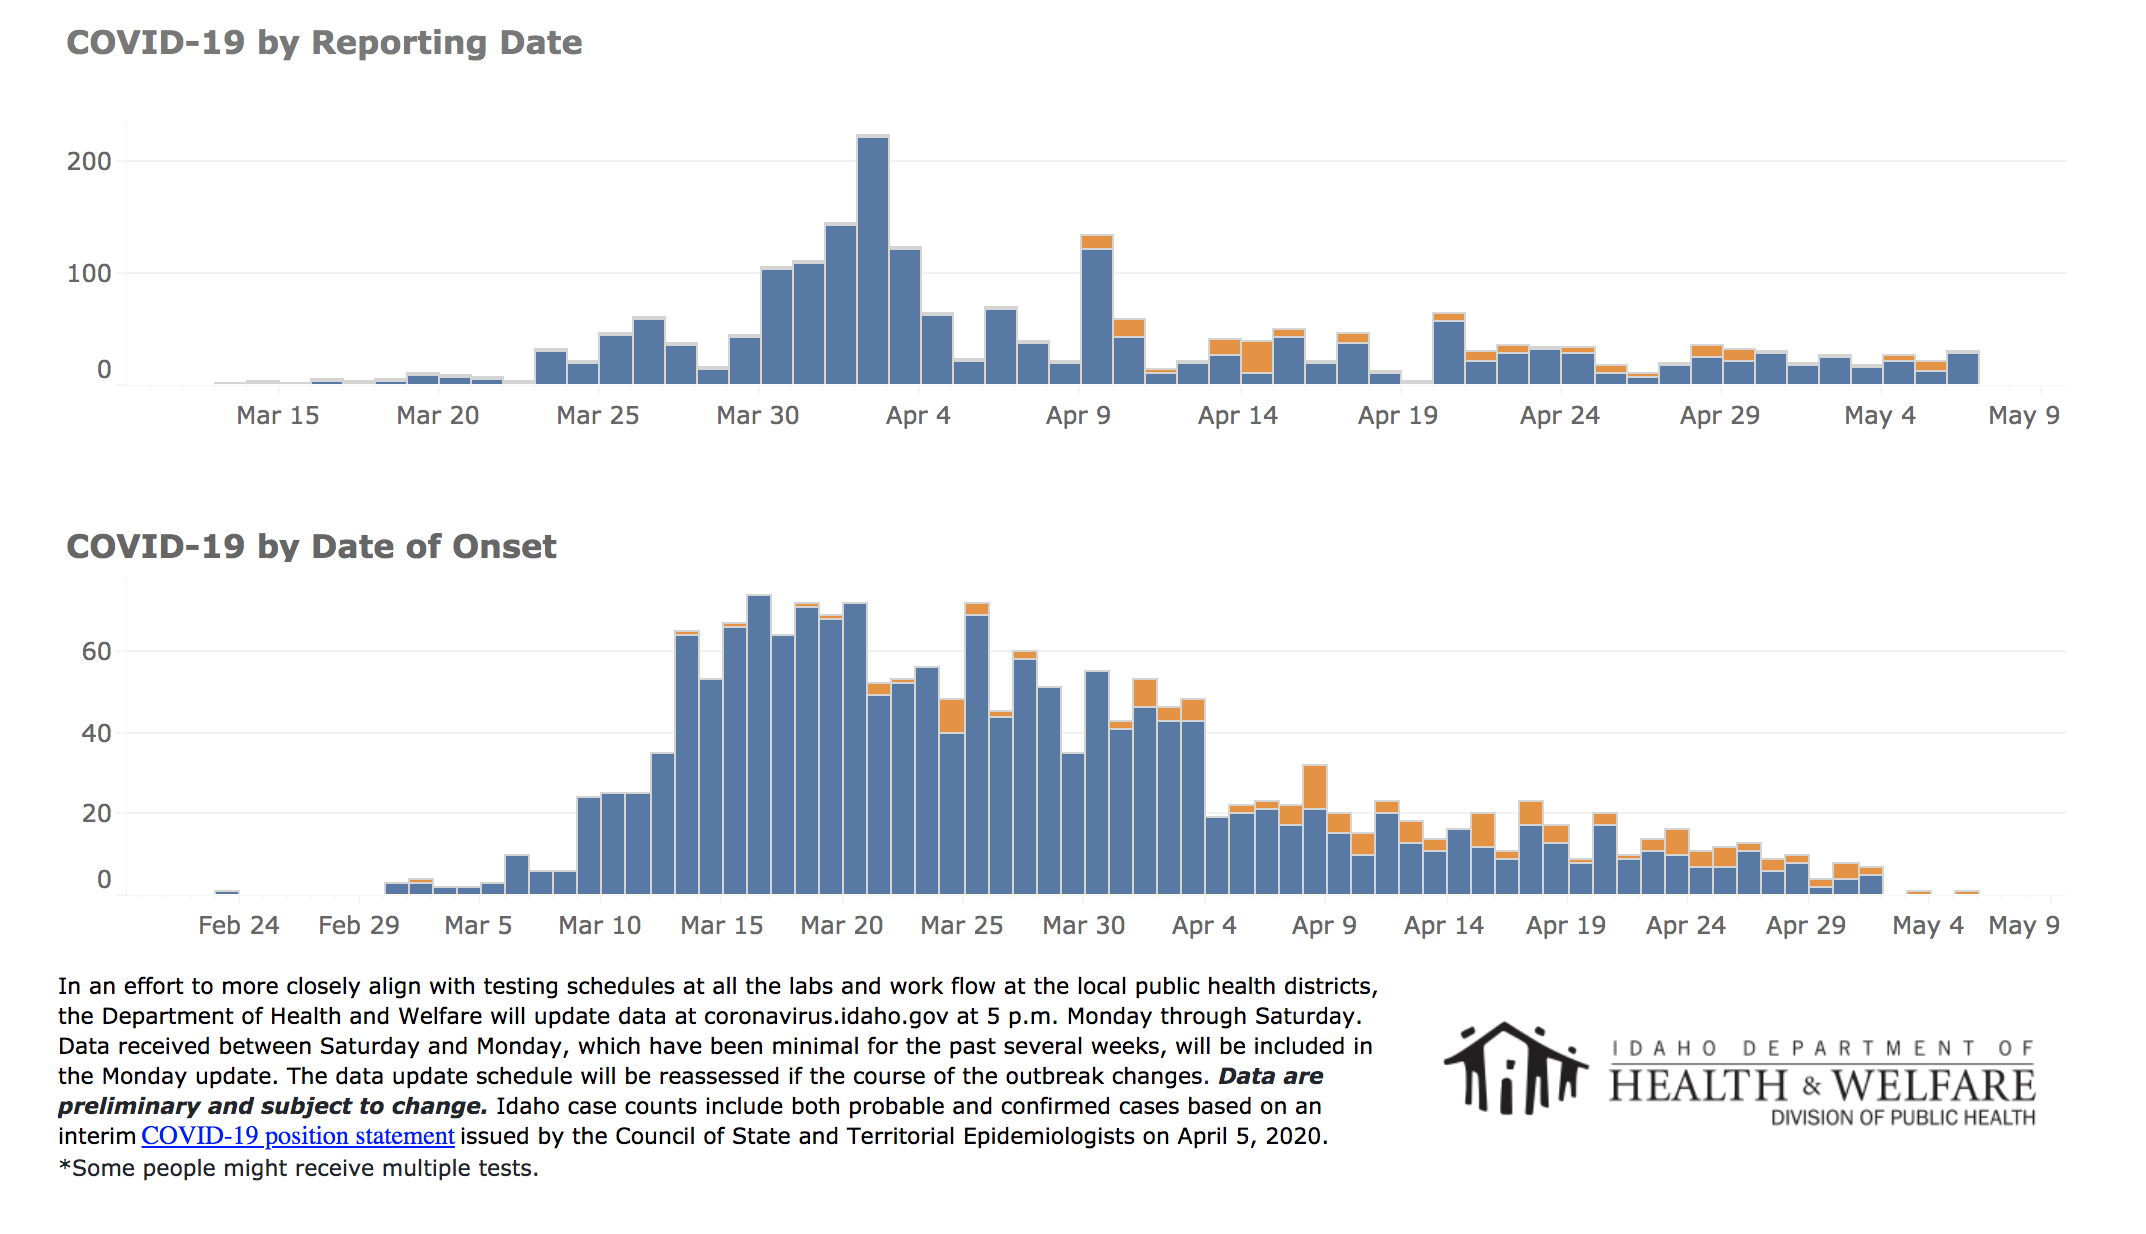 COVID-19 by Reporting Date
200
100
0
Mar 15 Mar 20 Mar 25 Mar 30 Apr 4 Apr 9 Apr 14 Apr 19 Apr 24 Apr 29 May 4 May 9
COVID-19 by Date of Onset
60
40
20
0
Feb 24 Feb 29 Mar 5 Mar 10 Mar 15 Mar 20 Mar 25 Mar 30 Apr 4 Apr 9 Apr 14 Apr 19 Apr 24 Apr 29 May 4 May 9
In an effort to more closely align with testing schedules at all the labs and work flow at the local public health districts,
the Department of Health and Welfare will update data at coronavirus.idaho.gov at 5 p.m. Monday through Saturday.
Data received between Saturday and Monday, which have been minimal for the past several weeks, will be included in
the Monday update. The data update schedule will be reassessed if the course of the outbreak changes. Data are
preliminary and subject to change. Idaho case counts include both probable and confirmed cases based on an
interim COVID-19 position statement issued by the Council of State and Territorial Epidemiologists on April 5, 2020.
*Some people might receive multiple tests.
IDAHO DEPARTMENT OF
HEALTH & WELFARE
DIVISION OF PUBLIC HEALTH